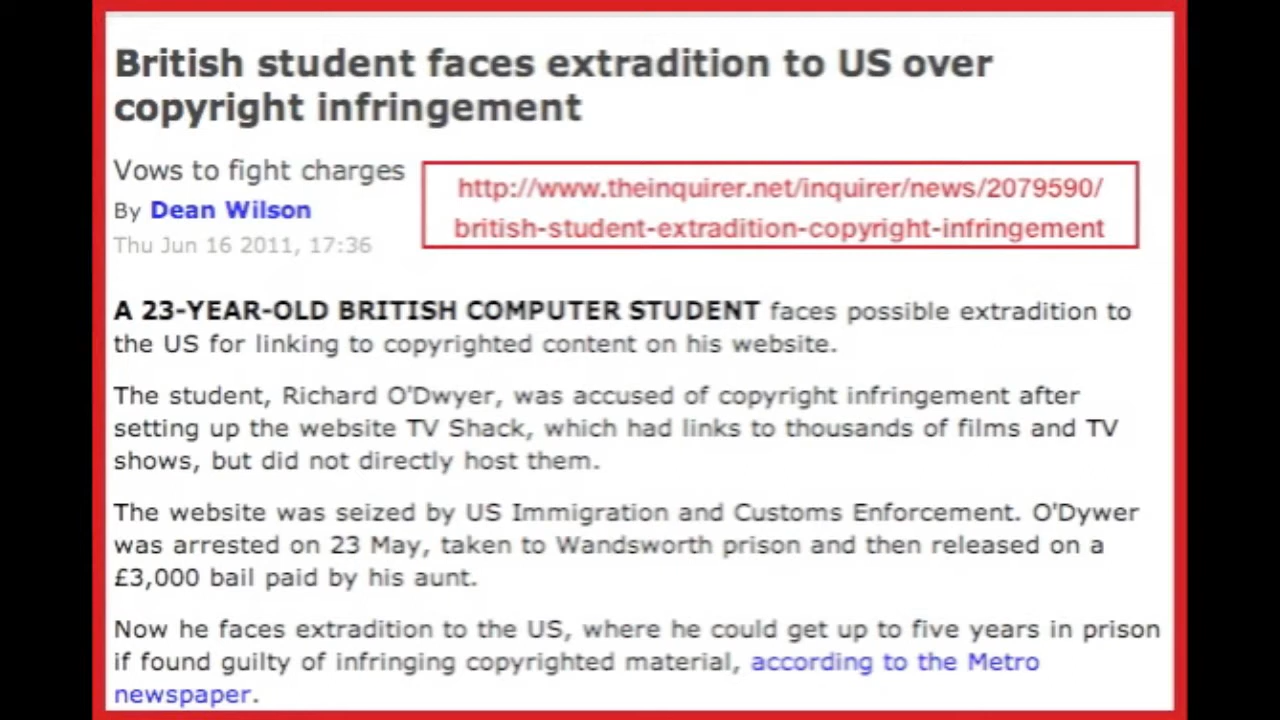 British student faces extradition to US over
copyright infringement
Vows to fight charges
http://www.theinquirer.net/inquirer/news/2079590/
british-student-extradition-copyright-infringement
By Dean Wilson
Thu Jun 16 2011, 17:36
A 23-YEAR-OLD BRITISH COMPUTER STUDENT faces possible extradition to
the US for linking to copyrighted content on his website.
The student, Richard O'Dwyer, was accused of copyright infringement after
setting up the website TV Shack, which had links to thousands of films and TV
shows, but did not directly host them.
The website was seized by US Immigration and Customs Enforcement. O'Dywer
was arrested on 23 May, taken to Wandsworth prison and then released on a
£3,000 bail paid by his aunt.
Now he faces extradition to the US, where he could get up to five years in prison
if found guilty of infringing copyrighted material, according to the Metro
newspaper.